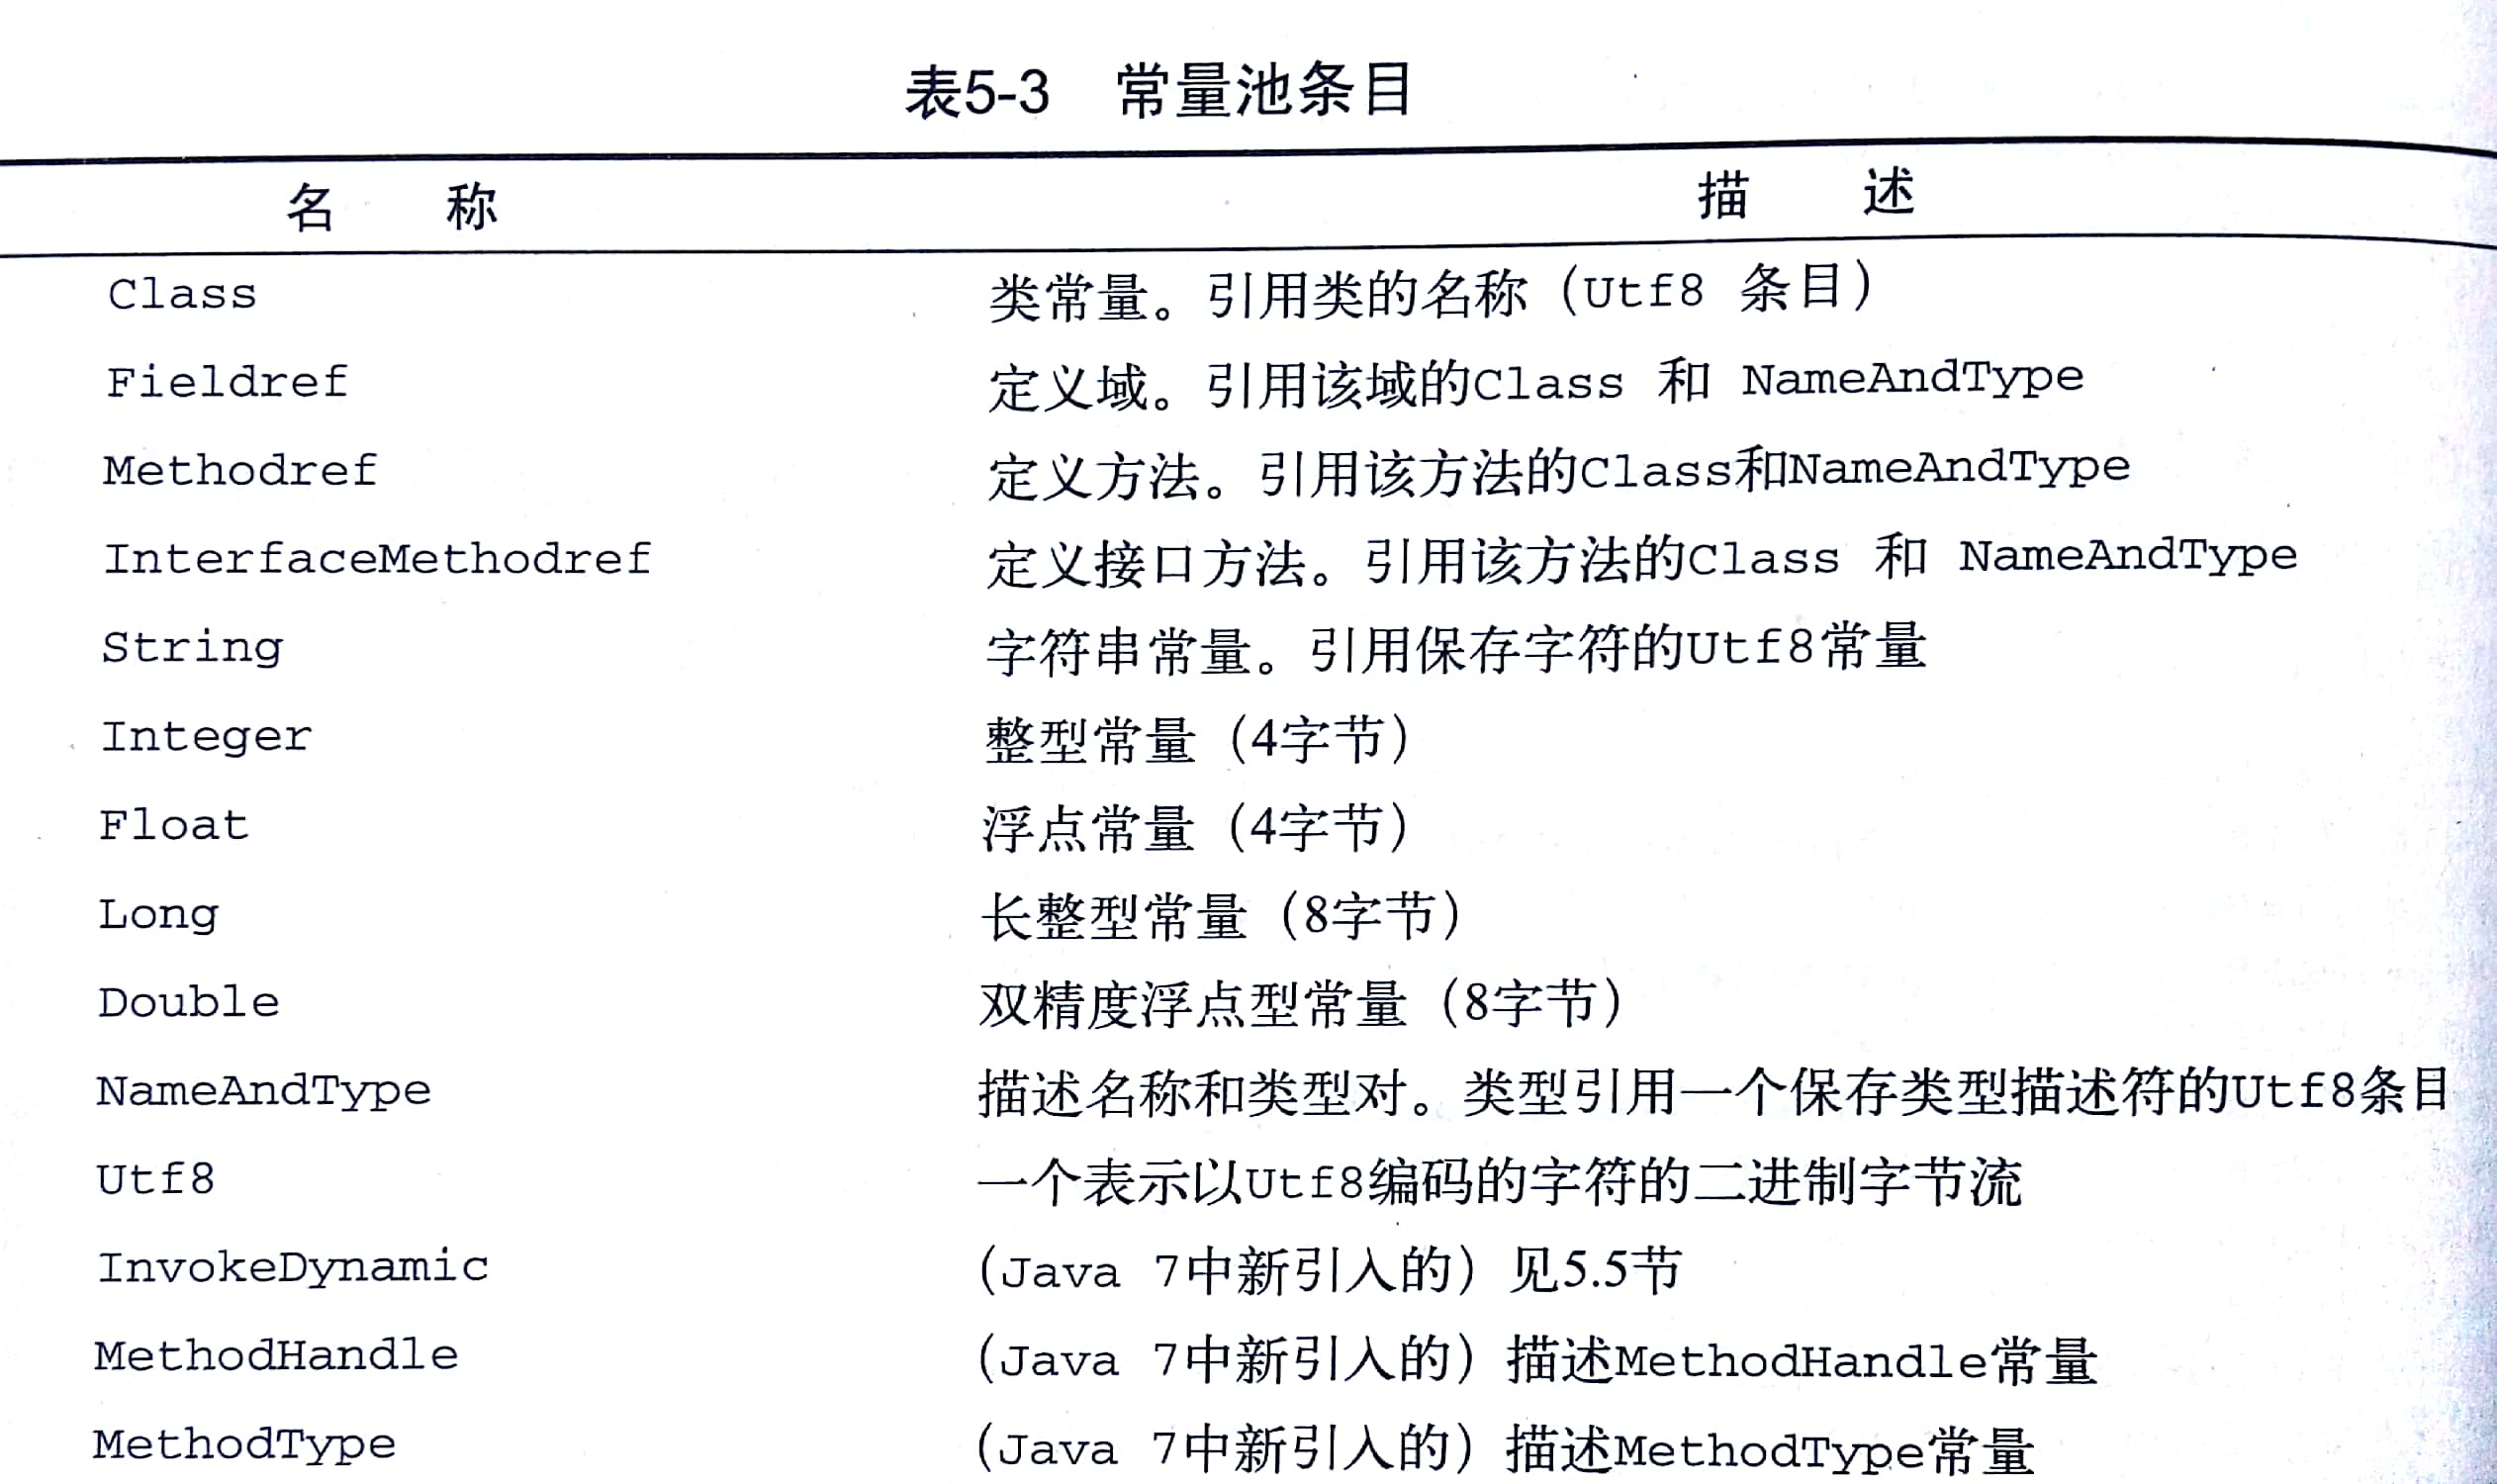 表5-3 常量池条目
名 称 描 述
Class 类常量。引用类的名称（Utf8 条目）
Fieldref 定义域。引用该域的Class 和 NameAndType
Methodref 定义方法。引用该方法的Class和NameAndType
InterfaceMethodref 定义接口方法。引用该方法的Class 和 NameAndType
String 字符串常量。引用保存字符的Utf8常量
Integer 整型常量（4字节）
Float 浮点常量（4字节）
Long 长整型常量（8字节）
Double 双精度浮点型常量（8字节）
NameAndType 描述名称和类型对。类型引用一个保存类型描述符的Utf8条目
Utf8 一个表示以Utf8编码的字符的二进制字节流
InvokeDynamic （Java 7中新引入的）见5.5节
MethodHandle （Java 7中新引入的）描述MethodHandle常量
MethodType （Java 7中新引入的）描述MethodType常量